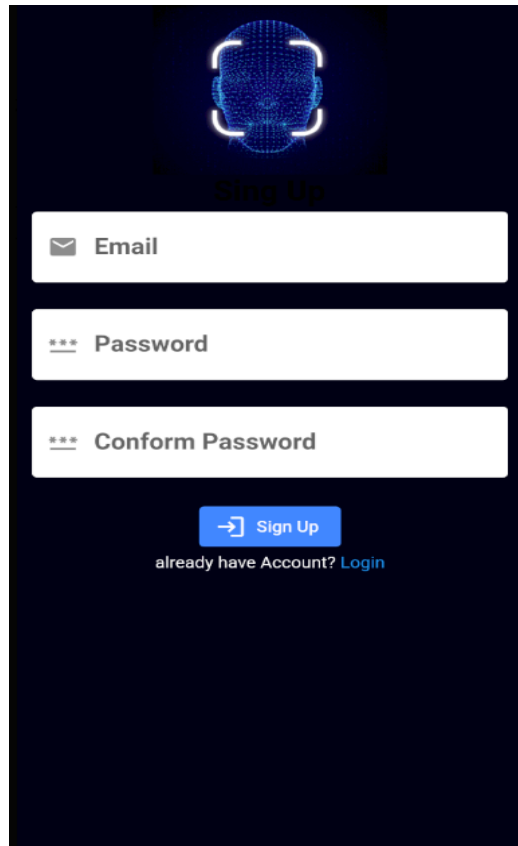 Sing Up
Email
*** Password
*** Conform Password
Sign Up
already have Account? Login